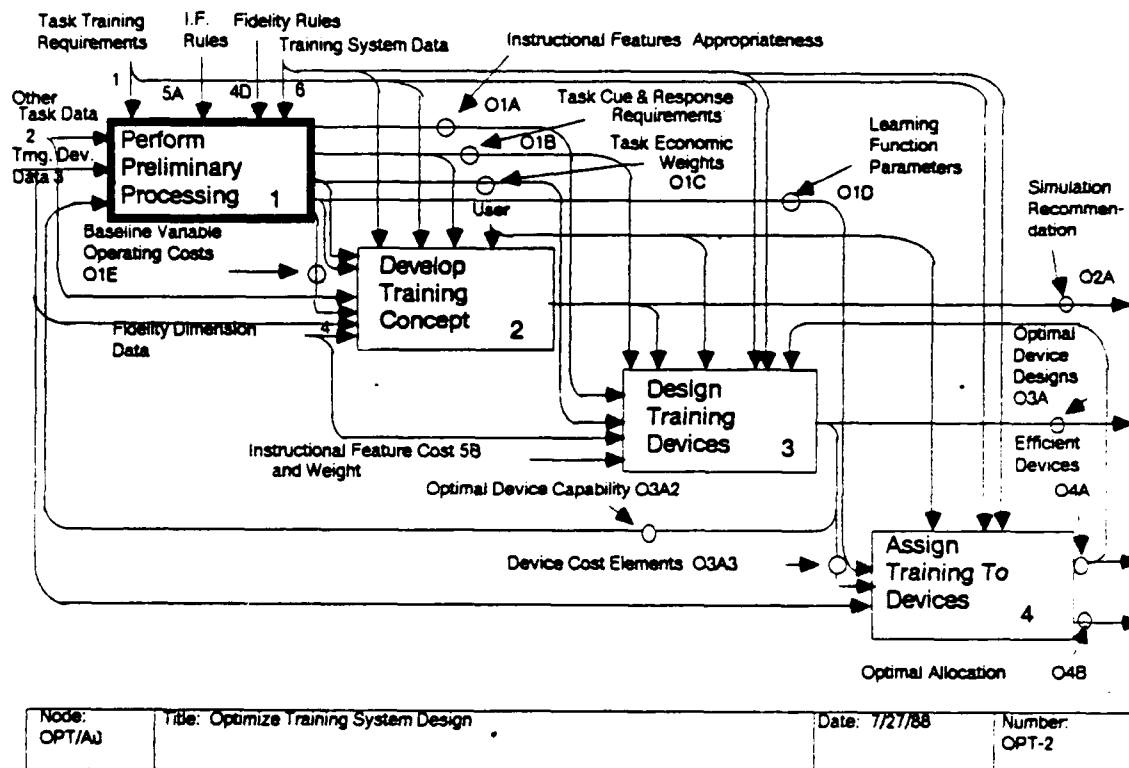 Task Training
Requirements
I.F.
Rules
Fidelity Rules
Training System Data
Instructional Features Appropriateness
1
5A
4D
6
Other
Task Data
2
Trng. Dev.
Data 3
Perform
Preliminary
Processing
1
O1A
Task Cue & Response
Requirements
O1B
Task Economic
Weights
O1C
Learning
Function
Parameters
O1D
User
Simulation
Recommen-
dation
O2A
Baseline Variable
Operating Costs
O1E
Develop
Training
Concept
2
Fidelity Dimension
Data
4
Optimal
Device
Designs
O3A
Design
Training
Devices
3
Efficient
Devices
O4A
Instructional Feature Cost 5B
and Weight
Optimal Device Capability O3A2
Device Cost Elements O3A3
Assign
Training To
Devices
4
Optimal Allocation
O4B
Node:
OPT/A0
Title: Optimize Training System Design
Date: 7/27/88
Number:
OPT-2